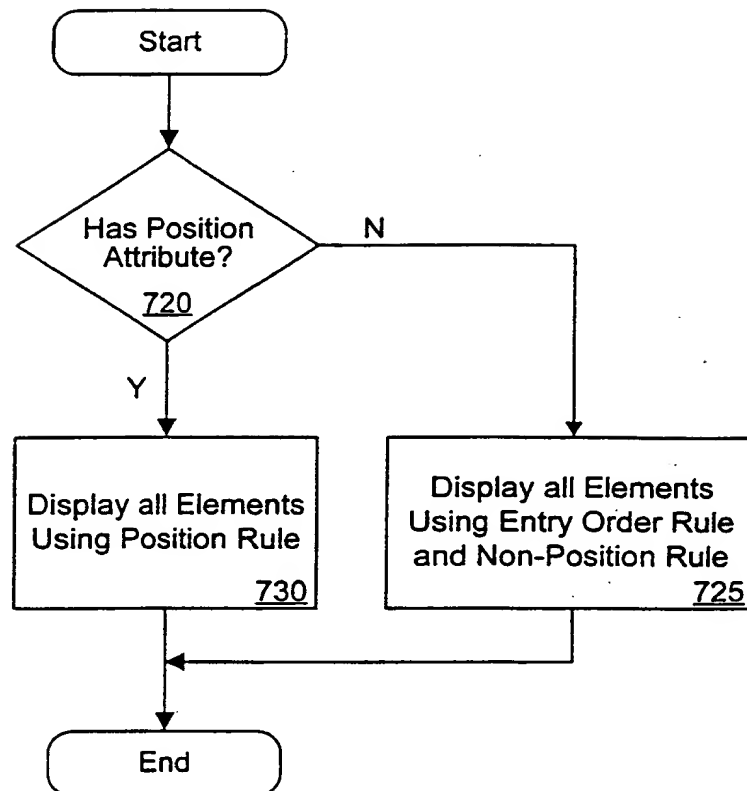 Start
Has Position
Attribute?
720
N
Y
Display all Elements
Using Position Rule
730
Display all Elements
Using Entry Order Rule
and Non-Position Rule
725
End